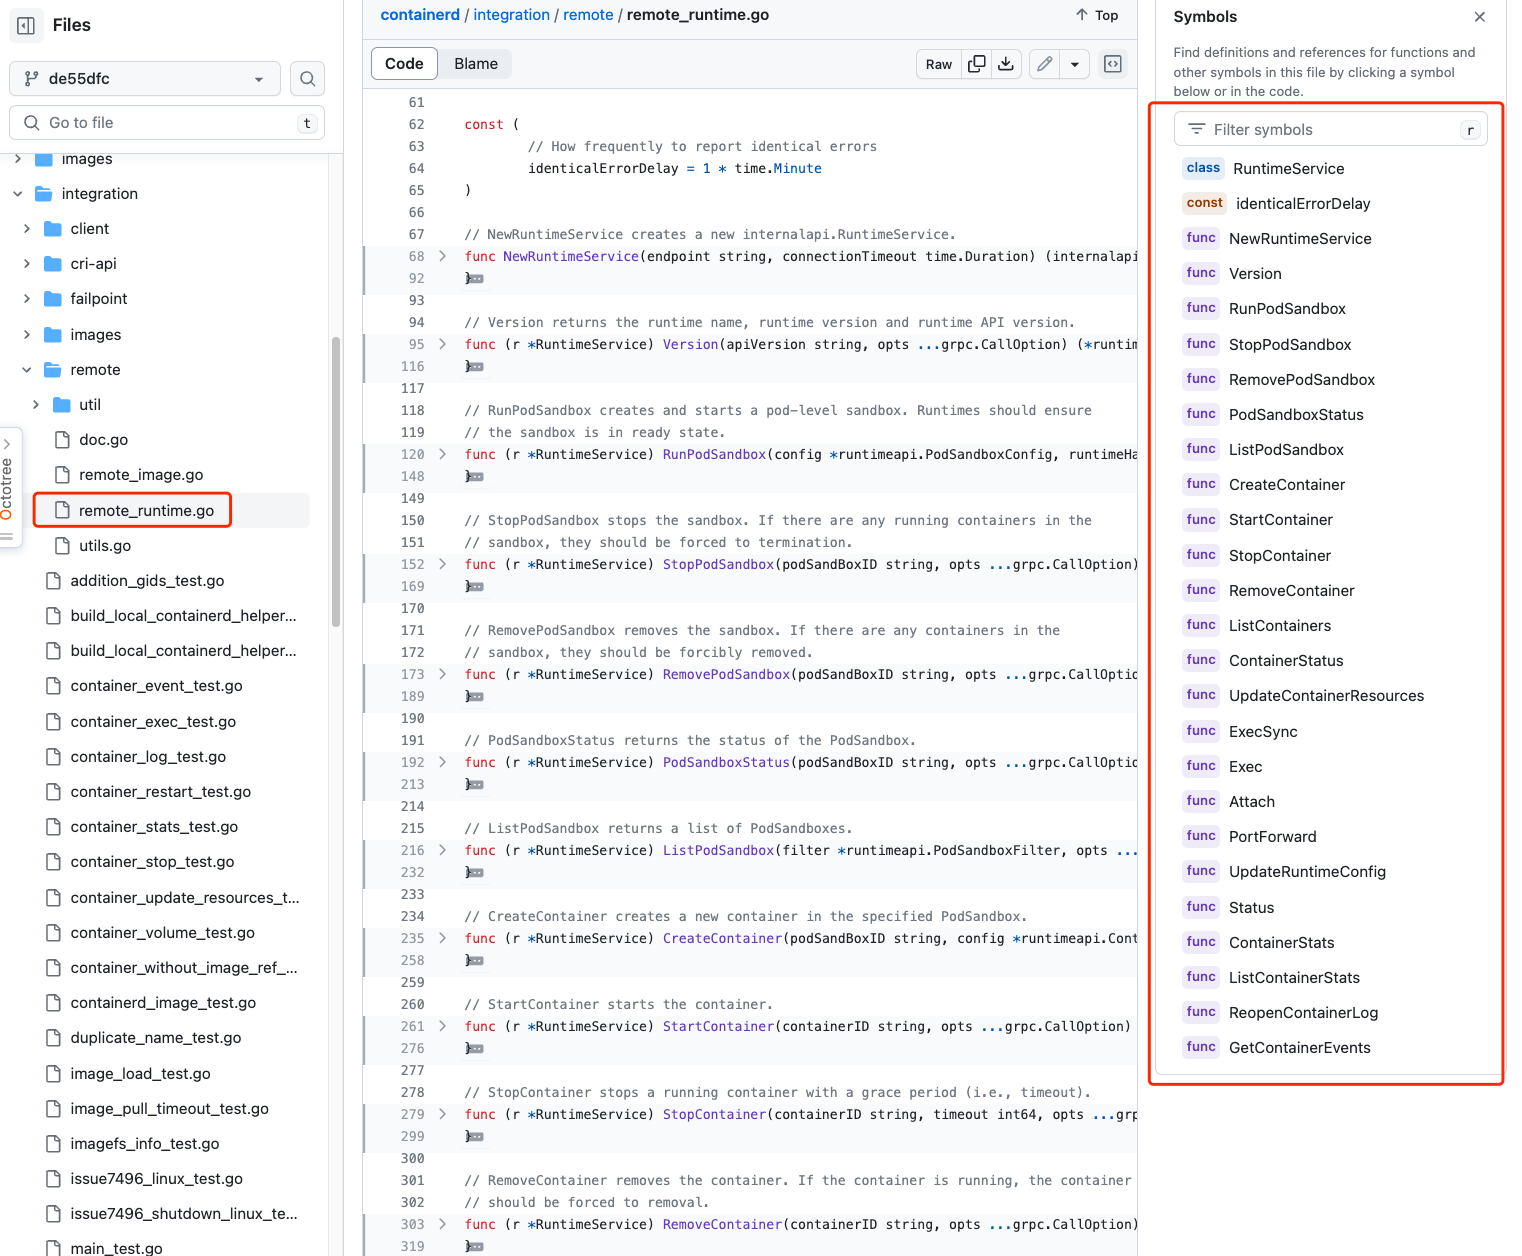 Files
de55dfc
Go to file
t
images
integration
client
cri-api
failpoint
images
remote
util
doc.go
remote_image.go
remote_runtime.go
utils.go
addition_gids_test.go
build_local_containerd_helper...
build_local_containerd_helper...
container_event_test.go
container_exec_test.go
container_log_test.go
container_restart_test.go
container_stats_test.go
container_stop_test.go
container_update_resources_t...
container_volume_test.go
container_without_image_ref_...
containerd_image_test.go
duplicate_name_test.go
image_load_test.go
image_pull_timeout_test.go
imagefs_info_test.go
issue7496_linux_test.go
issue7496_shutdown_linux_te...
main_test.go
Octotree
containerd / integration / remote / remote_runtime.go
Top
Code Blame
Raw
61
62 const (
63 // How frequently to report identical errors
64 identicalErrorDelay = 1 * time.Minute
65 )
66
67 // NewRuntimeService creates a new internalapi.RuntimeService.
68 func NewRuntimeService(endpoint string, connectionTimeout time.Duration) (internalapi
92 }
93
94 // Version returns the runtime name, runtime version and runtime API version.
95 func (r *RuntimeService) Version(apiVersion string, opts ...grpc.CallOption) (*runtim
116 }
117
118 // RunPodSandbox creates and starts a pod-level sandbox. Runtimes should ensure
119 // the sandbox is in ready state.
120 func (r *RuntimeService) RunPodSandbox(config *runtimeapi.PodSandboxConfig, runtimeHa
148 }
149
150 // StopPodSandbox stops the sandbox. If there are any running containers in the
151 // sandbox, they should be forced to termination.
152 func (r *RuntimeService) StopPodSandbox(podSandBoxID string, opts ...grpc.CallOption)
169 }
170
171 // RemovePodSandbox removes the sandbox. If there are any containers in the
172 // sandbox, they should be forcibly removed.
173 func (r *RuntimeService) RemovePodSandbox(podSandBoxID string, opts ...grpc.CallOptio
189 }
190
191 // PodSandboxStatus returns the status of the PodSandbox.
192 func (r *RuntimeService) PodSandboxStatus(podSandBoxID string, opts ...grpc.CallOptio
213 }
214
215 // ListPodSandbox returns a list of PodSandboxes.
216 func (r *RuntimeService) ListPodSandbox(filter *runtimeapi.PodSandboxFilter, opts ...
232 }
233
234 // CreateContainer creates a new container in the specified PodSandbox.
235 func (r *RuntimeService) CreateContainer(podSandBoxID string, config *runtimeapi.Cont
258 }
259
260 // StartContainer starts the container.
261 func (r *RuntimeService) StartContainer(containerID string, opts ...grpc.CallOption)
276 }
277
278 // StopContainer stops a running container with a grace period (i.e., timeout).
279 func (r *RuntimeService) StopContainer(containerID string, timeout int64, opts ...grp
299 }
300
301 // RemoveContainer removes the container. If the container is running, the container
302 // should be forced to removal.
303 func (r *RuntimeService) RemoveContainer(containerID string, opts ...grpc.CallOption)
319 }
Symbols
Find definitions and references for functions and
other symbols in this file by clicking a symbol
below or in the code.
Filter symbols
r
class RuntimeService
const identicalErrorDelay
func NewRuntimeService
func Version
func RunPodSandbox
func StopPodSandbox
func RemovePodSandbox
func PodSandboxStatus
func ListPodSandbox
func CreateContainer
func StartContainer
func StopContainer
func RemoveContainer
func ListContainers
func ContainerStatus
func UpdateContainerResources
func ExecSync
func Exec
func Attach
func PortForward
func UpdateRuntimeConfig
func Status
func ContainerStats
func ListContainerStats
func ReopenContainerLog
func GetContainerEvents